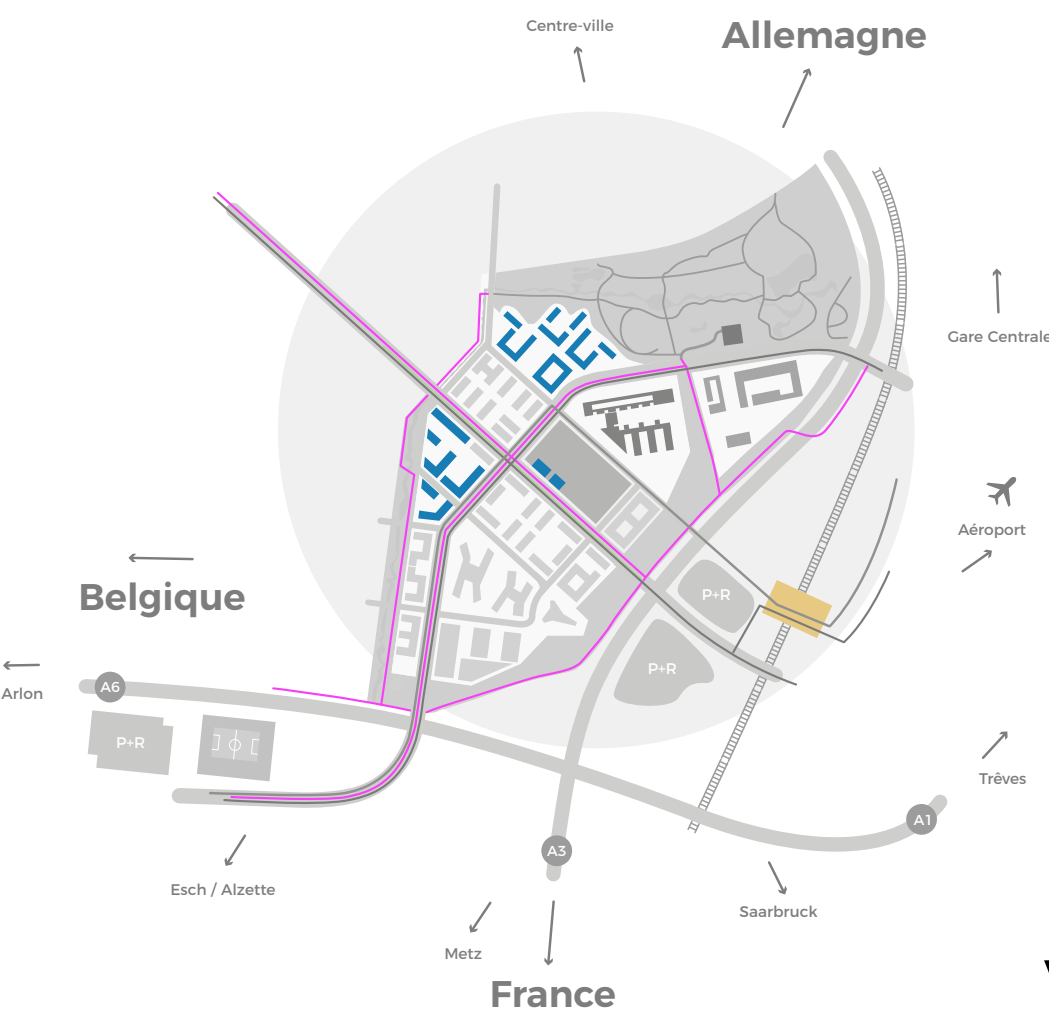 Centre-ville
Allemagne
Gare Centrale
Aéroport
Belgique
P+R
P+R
Arlon
A6
P+R
Trêves
A1
A3
Esch / Alzette
Saarbruck
Metz
France